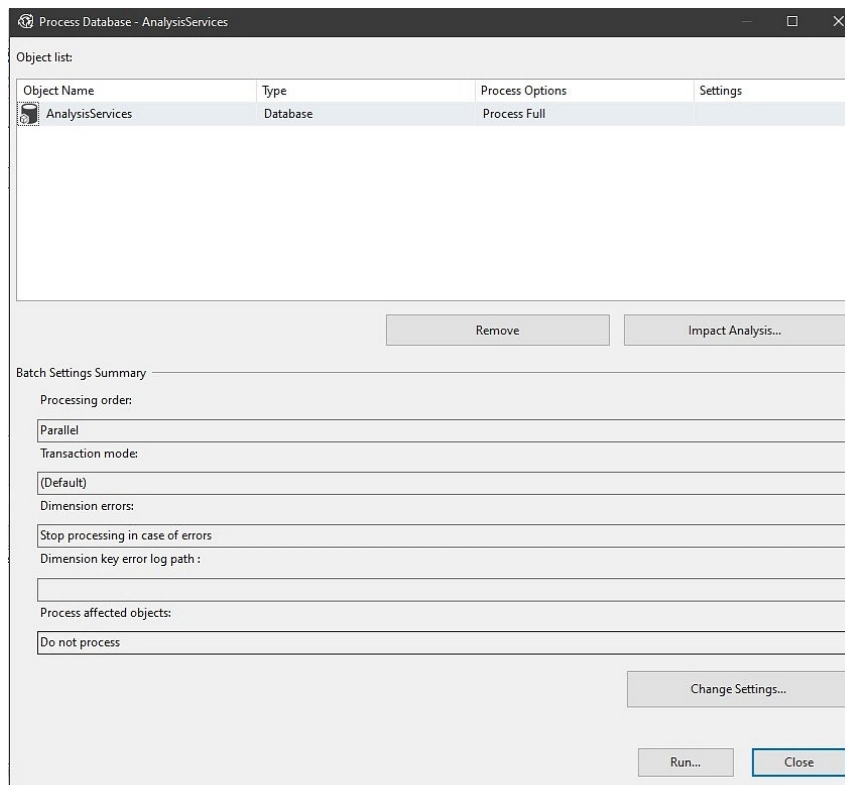 Process Database - AnalysisServices
Object list:
Object Name Type Process Options Settings
AnalysisServices Database Process Full
Remove Impact Analysis...
Batch Settings Summary
Processing order:
Parallel
Transaction mode:
(Default)
Dimension errors:
Stop processing in case of errors
Dimension key error log path :
Process affected objects:
Do not process
Change Settings...
Run... Close